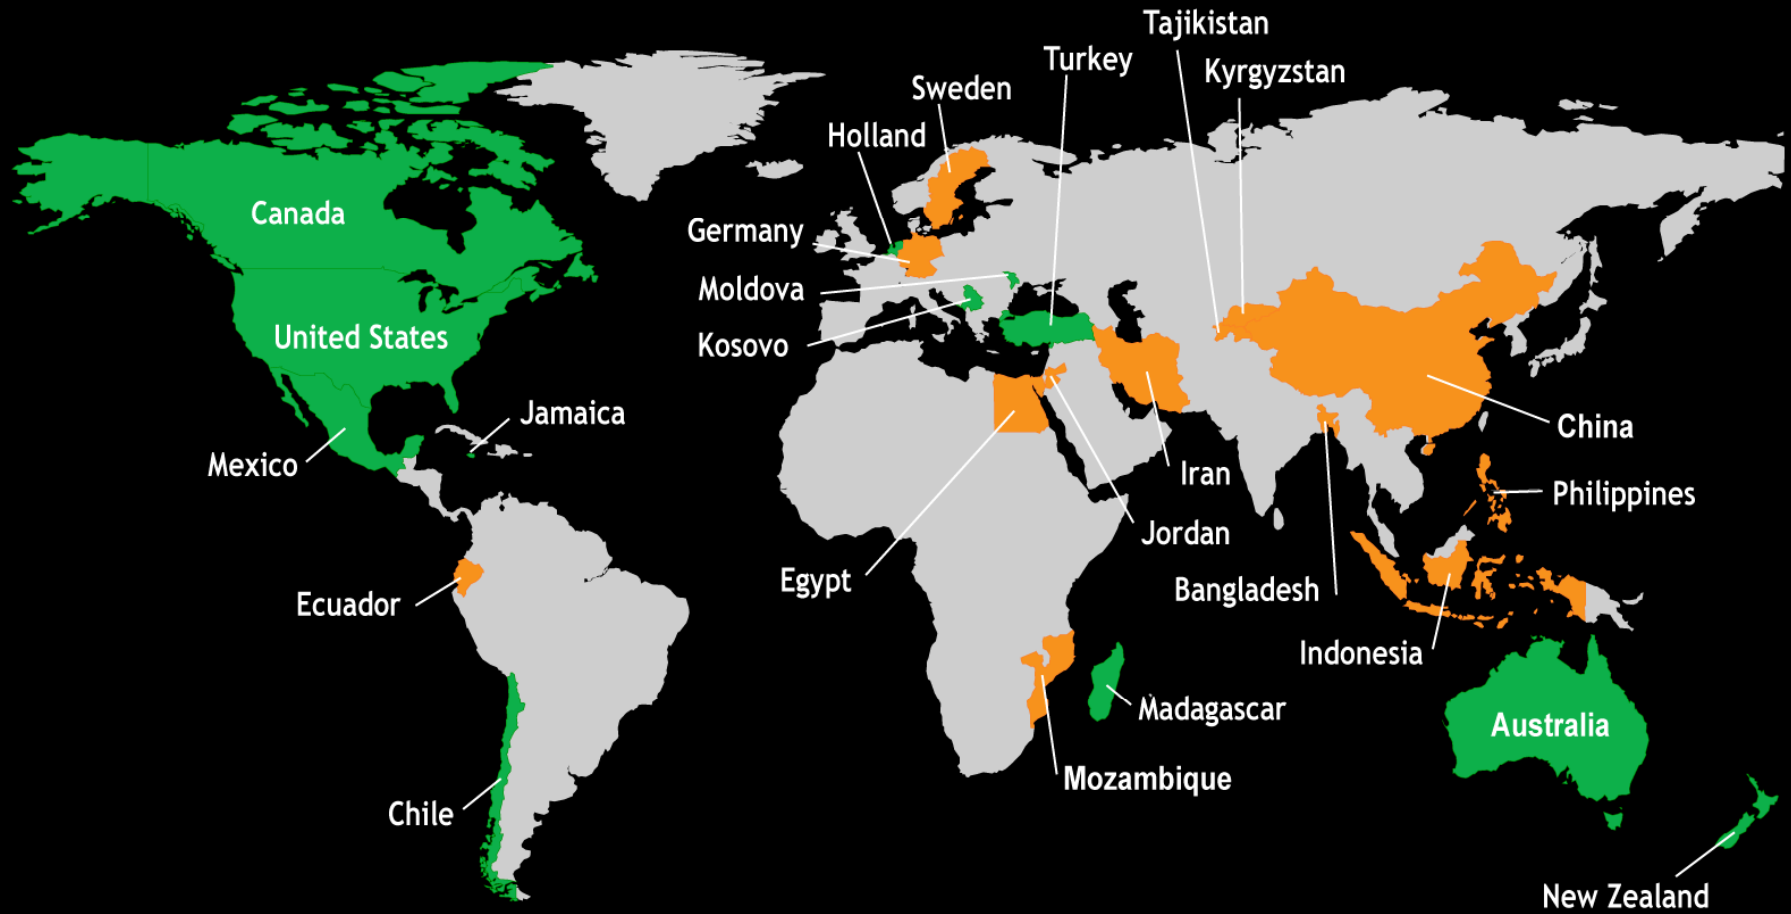 Tajikistan
Turkey
Kyrgyzstan
Sweden
Holland
Canada
Germany
Moldova
United States
Kosovo
Jamaica
China
Mexico
Iran
Philippines
Jordan
Egypt
Bangladesh
Ecuador
Indonesia
Madagascar
Australia
Mozambique
Chile
New Zealand